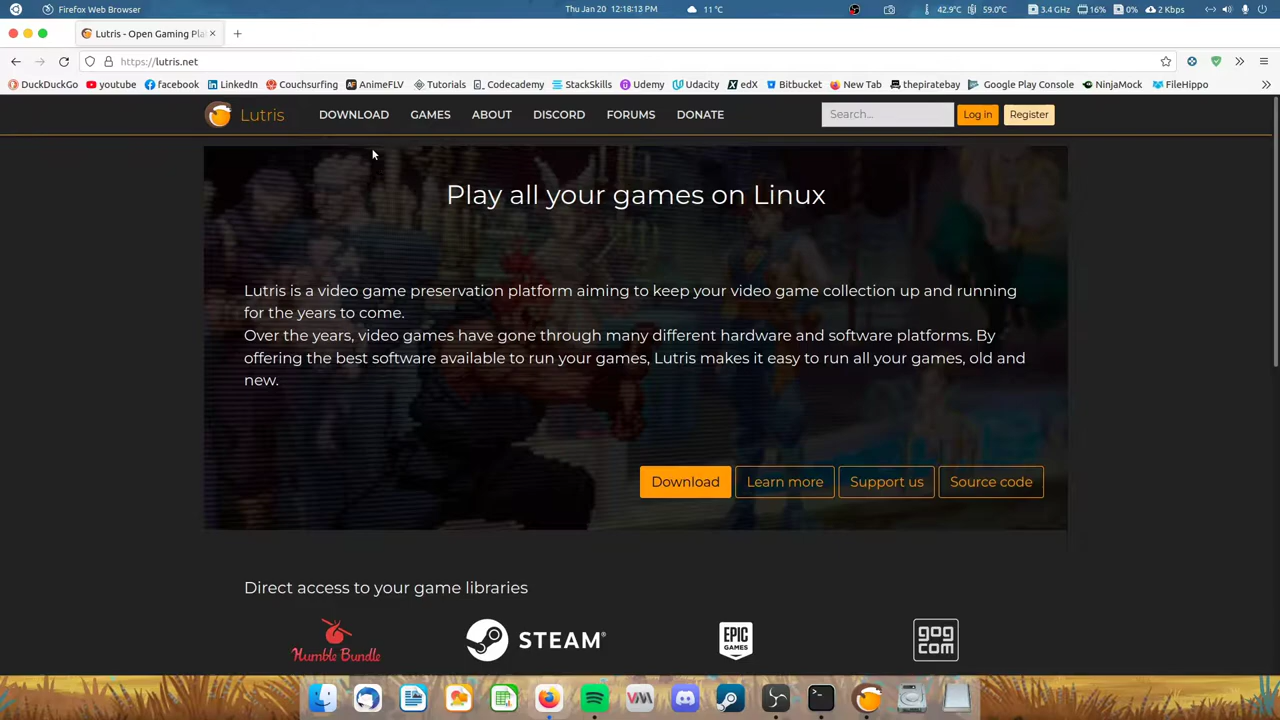 Firefox Web Browser
Thu Jan 20 12:18:13 PM
11°C
42.9°C
59.0°C
3.4 GHz
16%
0%
2 Kbps
Lutris - Open Gaming Pla
https://lutris.net
DuckDuckGo
youtube
facebook
LinkedIn
Couchsurfing
AnimeFLV
Tutorials
Codecademy
StackSkills
Udemy
Udacity
edX
Bitbucket
New Tab
thepiratebay
Google Play Console
NinjaMock
FileHippo
Lutris
DOWNLOAD
GAMES
ABOUT
DISCORD
FORUMS
DONATE
Search...
Log in
Register
Play all your games on Linux
Lutris is a video game preservation platform aiming to keep your video game collection up and running
for the years to come.
Over the years, video games have gone through many different hardware and software platforms. By
offering the best software available to run your games, Lutris makes it easy to run all your games, old and
new.
Download
Learn more
Support us
Source code
Direct access to your game libraries
Humble Bundle
STEAM®
EPIC
GAMES
gog
com